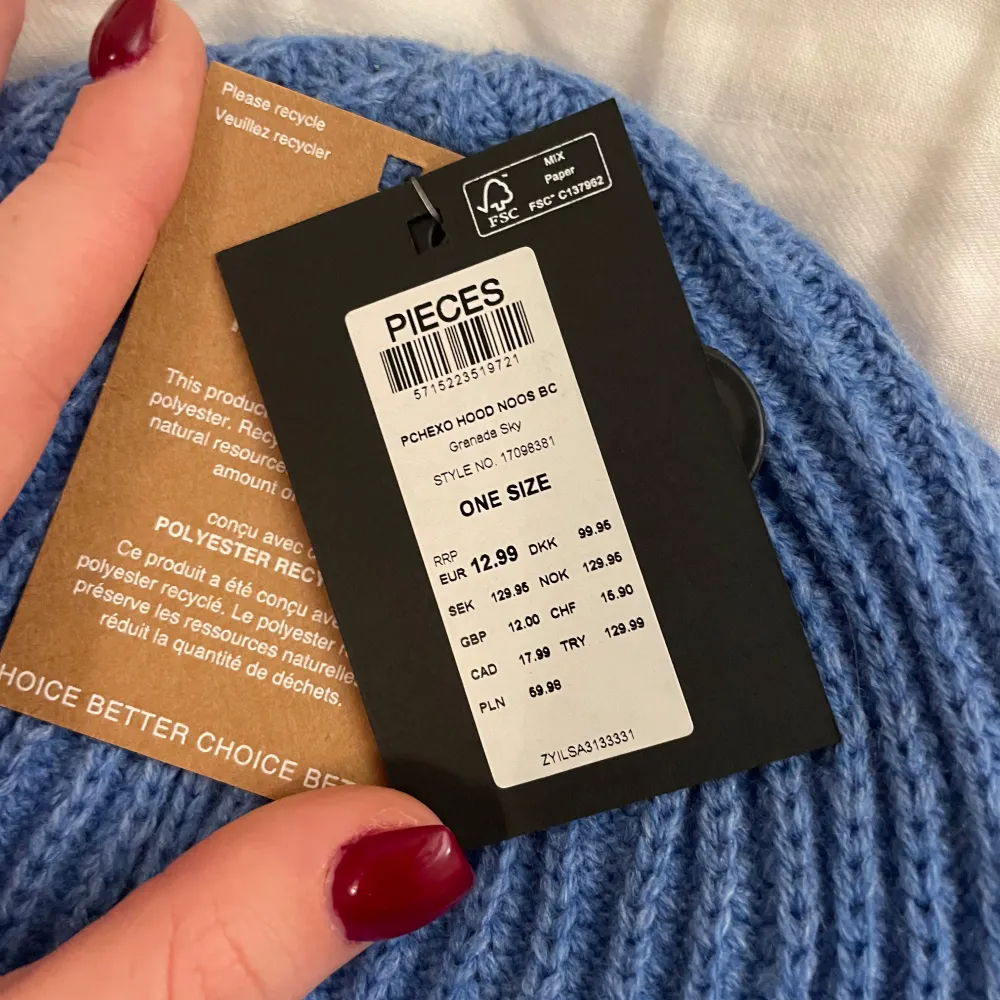 Please recycle
Veuillez recycler
This produc
polyester. Recy
natural resource
amount o
conçu avec
POLYESTER RECY
Ce produit a été conçu ave
polyester recyclé. Le polyester r
préserve les ressources naturelle
réduit la quantité de déchets.
HOICE BETTER CHOICE BET
FSC
MIX
Paper
FSC™ C137952
PIECES
5715223519721
PCHEXO HOOD NOOS BC
Granada Sky
STYLE NO. 17098381
ONE SIZE
RRP
EUR 12.99 DKK 99.95
SEK 129.95 NOK 129.95
GBP 12.00 CHF 15.90
CAD 17.99 TRY 129.99
PLN 59.98
ZYILSA3133331